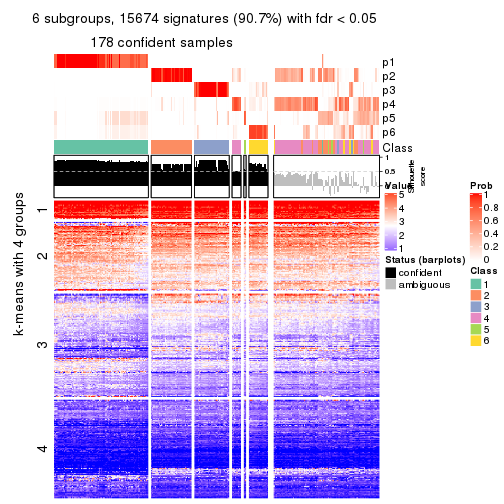 6 subgroups, 15674 signatures (90.7%) with fdr < 0.05
178 confident samples
p1
p2
p3
p4
p5
p6
Class
1
0.5
0
Silhouette
score
k-means with 4 groups
1
2
3
4
Value
5
4
3
2
1
Status (barplots)
confident
ambiguous
Prob
1
0.8
0.6
0.4
0.2
0
Class
1
2
3
4
5
6